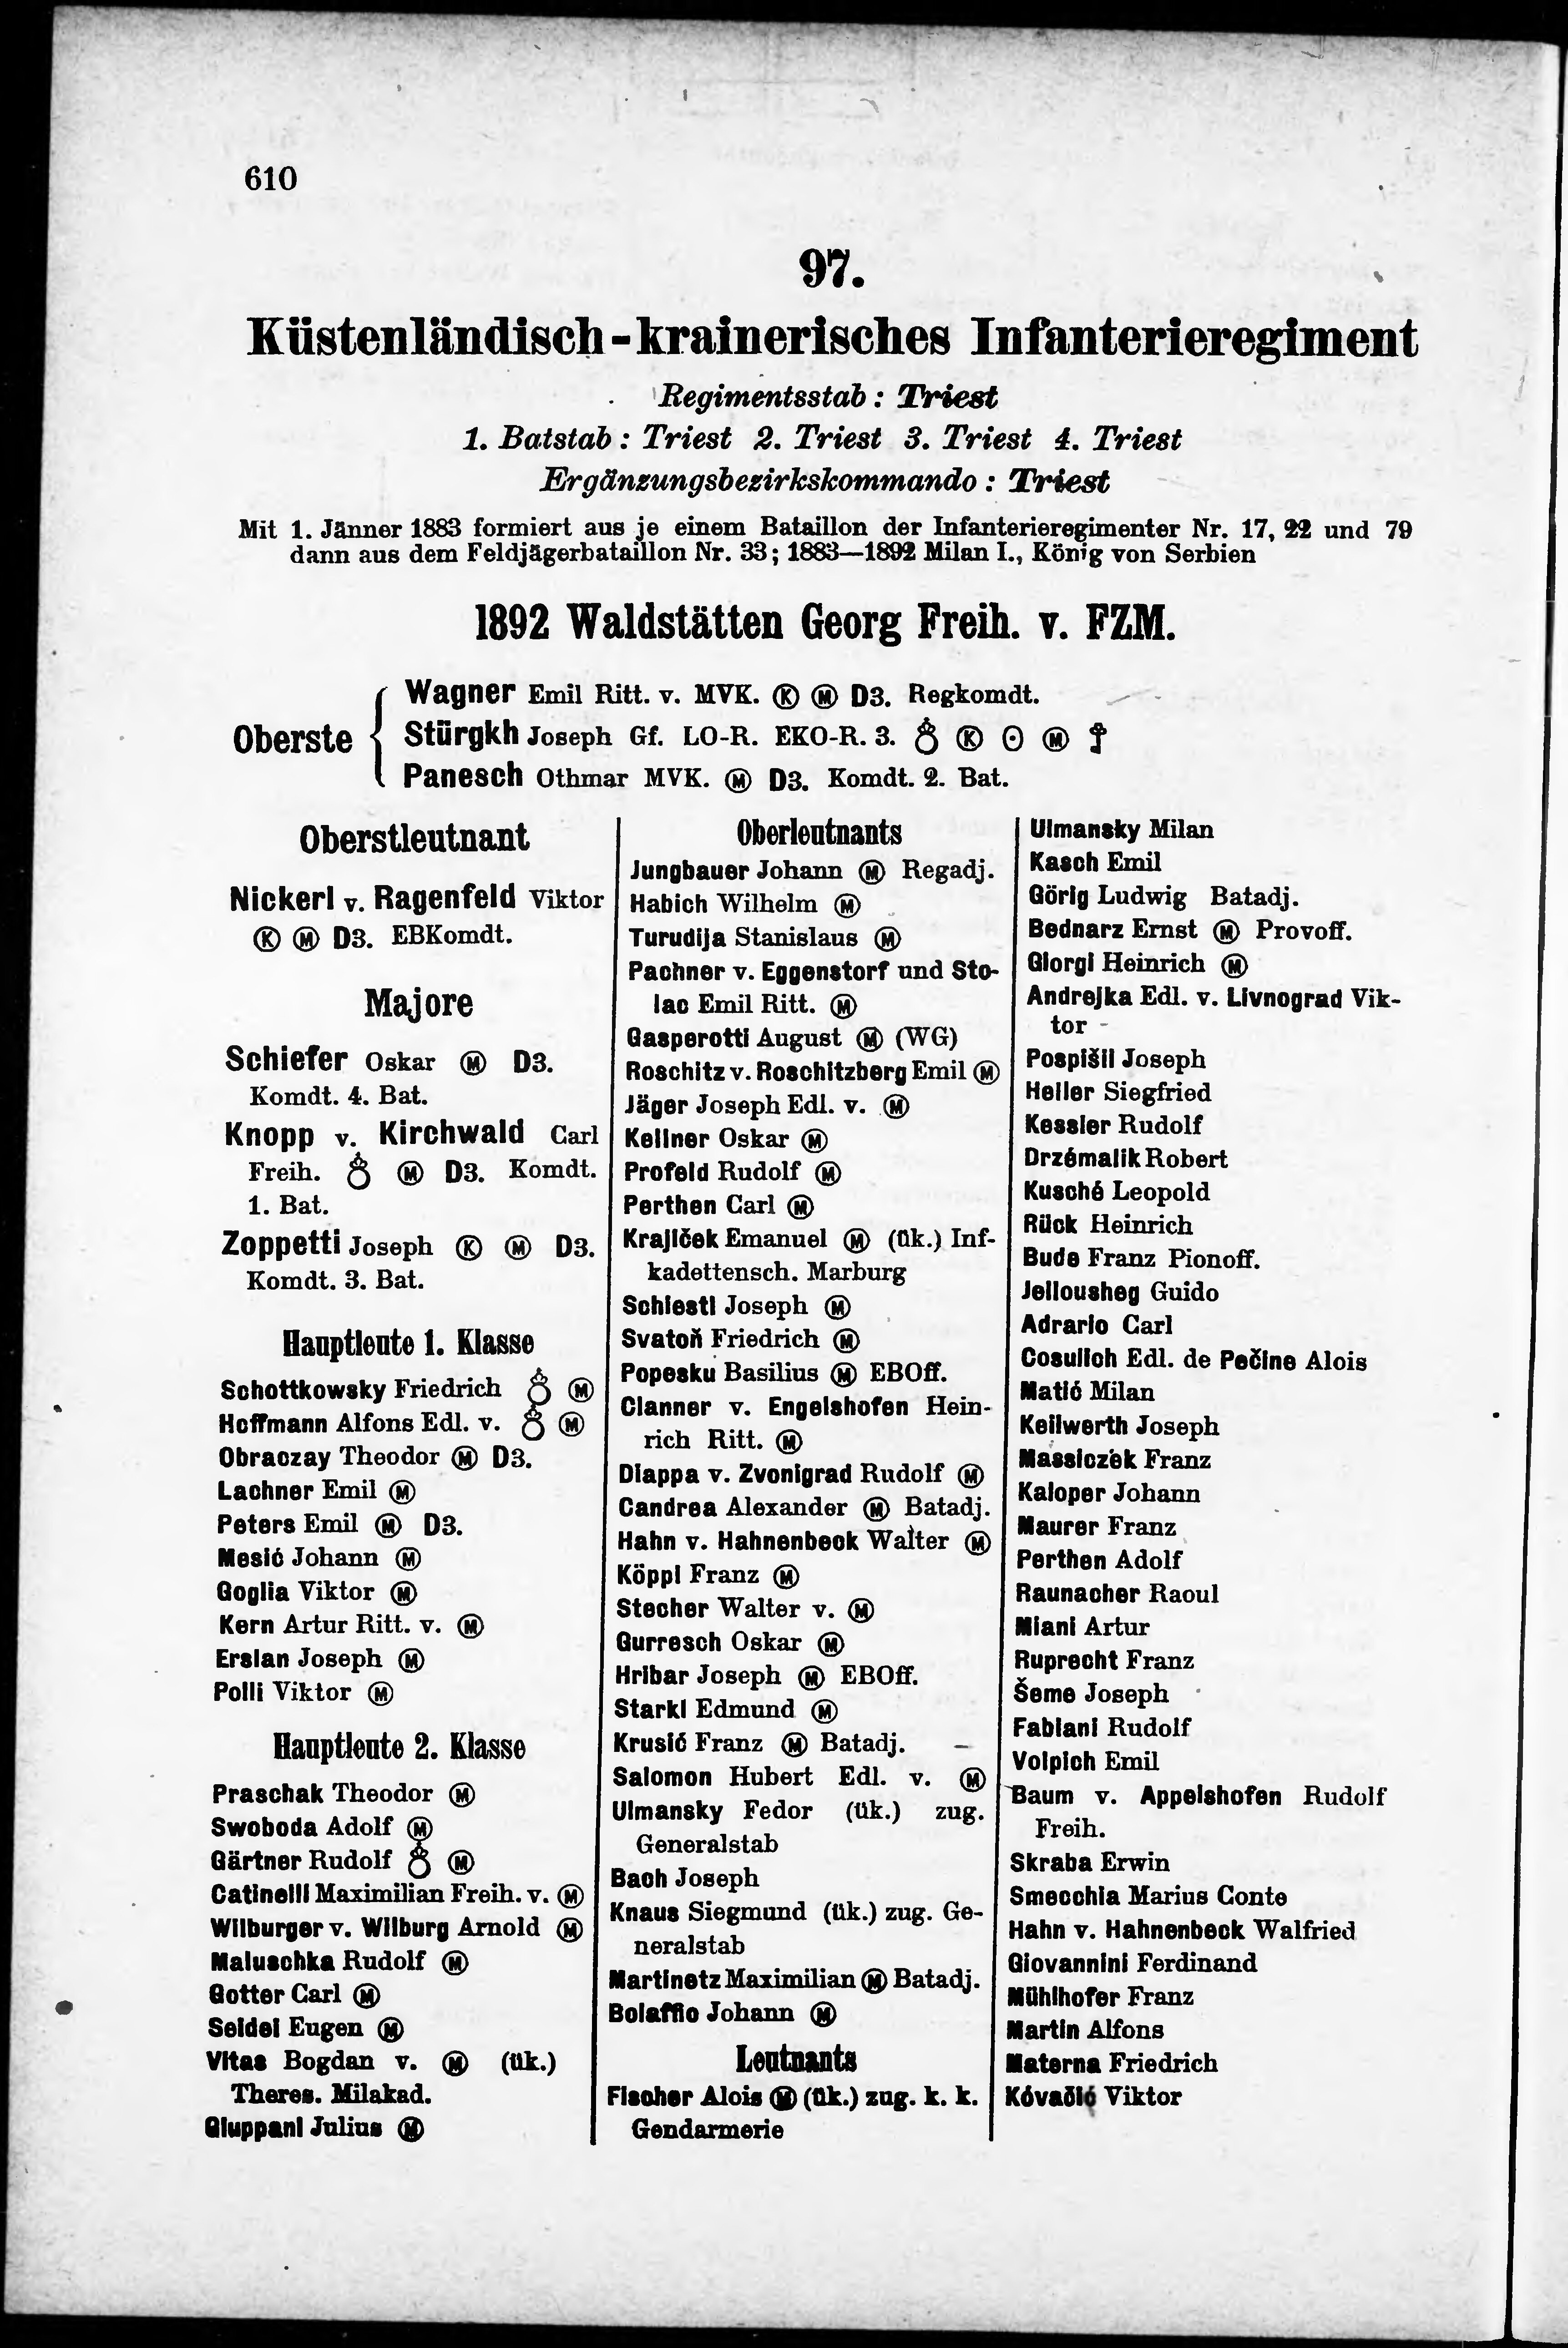 610
97.
Küstenländisch-krainerisches Infanterieregiment
Regimentsstab : Triest
1. Batstab : Triest 2. Triest 3. Triest 4. Triest
Ergänzungsbezirkskommando : Triest
Mit 1. Jänner 1883 formiert aus je einem Bataillon der Infanterieregimenter Nr. 17, 22 und 79
dann aus dem Feldjägerbataillon Nr. 33; 1883—1892 Milan I., König von Serbien
1892 Waldstätten Georg Freih. v. FZM.
Oberste
Wagner Emil Ritt. v. MVK. Ⓚ Ⓜ D3. Regkomdt.
Stürgkh Joseph Gf. LO-R. EKO-R. 3. Ⓚ ⊙ Ⓜ
Panesch Othmar MVK. Ⓜ D3. Komdt. 2. Bat.
Oberstleutnant
Nickerl v. Ragenfeld Viktor
Ⓚ Ⓜ D3. EBKomdt.
Majore
Schiefer Oskar Ⓜ D3.
Komdt. 4. Bat.
Knopp v. Kirchwald Carl
Freih. Ⓜ D3. Komdt.
1. Bat.
Zoppetti Joseph Ⓚ Ⓜ D3.
Komdt. 3. Bat.
Hauptleute 1. Klasse
Schottkowsky Friedrich Ⓜ
Hoffmann Alfons Edl. v. Ⓜ
Obraczay Theodor Ⓜ D3.
Lachner Emil Ⓜ
Peters Emil Ⓜ D3.
Mesić Johann Ⓜ
Goglia Viktor Ⓜ
Kern Artur Ritt. v. Ⓜ
Erslan Joseph Ⓜ
Polli Viktor Ⓜ
Hauptleute 2. Klasse
Praschak Theodor Ⓜ
Swoboda Adolf Ⓜ
Gärtner Rudolf Ⓜ
Catinelli Maximilian Freih. v. Ⓜ
Wilburger v. Wilburg Arnold Ⓜ
Maluschka Rudolf Ⓜ
Gotter Carl Ⓜ
Seidel Eugen Ⓜ
Vitas Bogdan v. Ⓜ (ük.)
Theres. Milakad.
Giuppani Julius Ⓜ
Oberleutnants
Jungbauer Johann Ⓜ Regadj.
Habich Wilhelm Ⓜ
Turudija Stanislaus Ⓜ
Pachner v. Eggenstorf und Sto-
lac Emil Ritt. Ⓜ
Gasperotti August Ⓜ (WG)
Roschitz v. Roschitzberg Emil Ⓜ
Jäger Joseph Edl. v. Ⓜ
Kellner Oskar Ⓜ
Profeld Rudolf Ⓜ
Perthen Carl Ⓜ
Krajiček Emanuel Ⓜ (ük.) Inf-
kadettensch. Marburg
Schiestl Joseph Ⓜ
Svatoň Friedrich Ⓜ
Popesku Basilius Ⓜ EBOff.
Clanner v. Engelshofen Hein-
rich Ritt. Ⓜ
Diappa v. Zvonigrad Rudolf Ⓜ
Candrea Alexander Ⓜ Batadj.
Hahn v. Hahnenbeck Walter Ⓜ
Köppl Franz Ⓜ
Stecher Walter v. Ⓜ
Gurresch Oskar Ⓜ
Hribar Joseph Ⓜ EBOff.
Starkl Edmund Ⓜ
Krusić Franz Ⓜ Batadj.
Salomon Hubert Edl. v. Ⓜ
Ulmansky Fedor (ük.) zug.
Generalstab
Bach Joseph
Knaus Siegmund (ük.) zug. Ge-
neralstab
Martinetz Maximilian Ⓜ Batadj.
Bolaffio Johann Ⓜ
Leutnants
Fischer Alois Ⓜ (ük.) zug. k. k.
Gendarmerie
Ulmansky Milan
Kasch Emil
Görig Ludwig Batadj.
Bednarz Ernst Ⓜ Provoff.
Giorgi Heinrich Ⓜ
Andrejka Edl. v. Livnograd Vik-
tor
Pospišil Joseph
Heller Siegfried
Kessler Rudolf
Drzémalik Robert
Kusché Leopold
Rück Heinrich
Bude Franz Pionoff.
Jellousheg Guido
Adrario Carl
Cosulich Edl. de Pečine Alois
Matić Milan
Keilwerth Joseph
Massiczek Franz
Kaloper Johann
Maurer Franz
Perthen Adolf
Raunacher Raoul
Miani Artur
Ruprecht Franz
Šeme Joseph
Fabiani Rudolf
Volpich Emil
Baum v. Appelshofen Rudolf
Freih.
Skraba Erwin
Smecchia Marius Conte
Hahn v. Hahnenbeck Walfried
Giovannini Ferdinand
Mühlhofer Franz
Martin Alfons
Materna Friedrich
Kóvačić Viktor